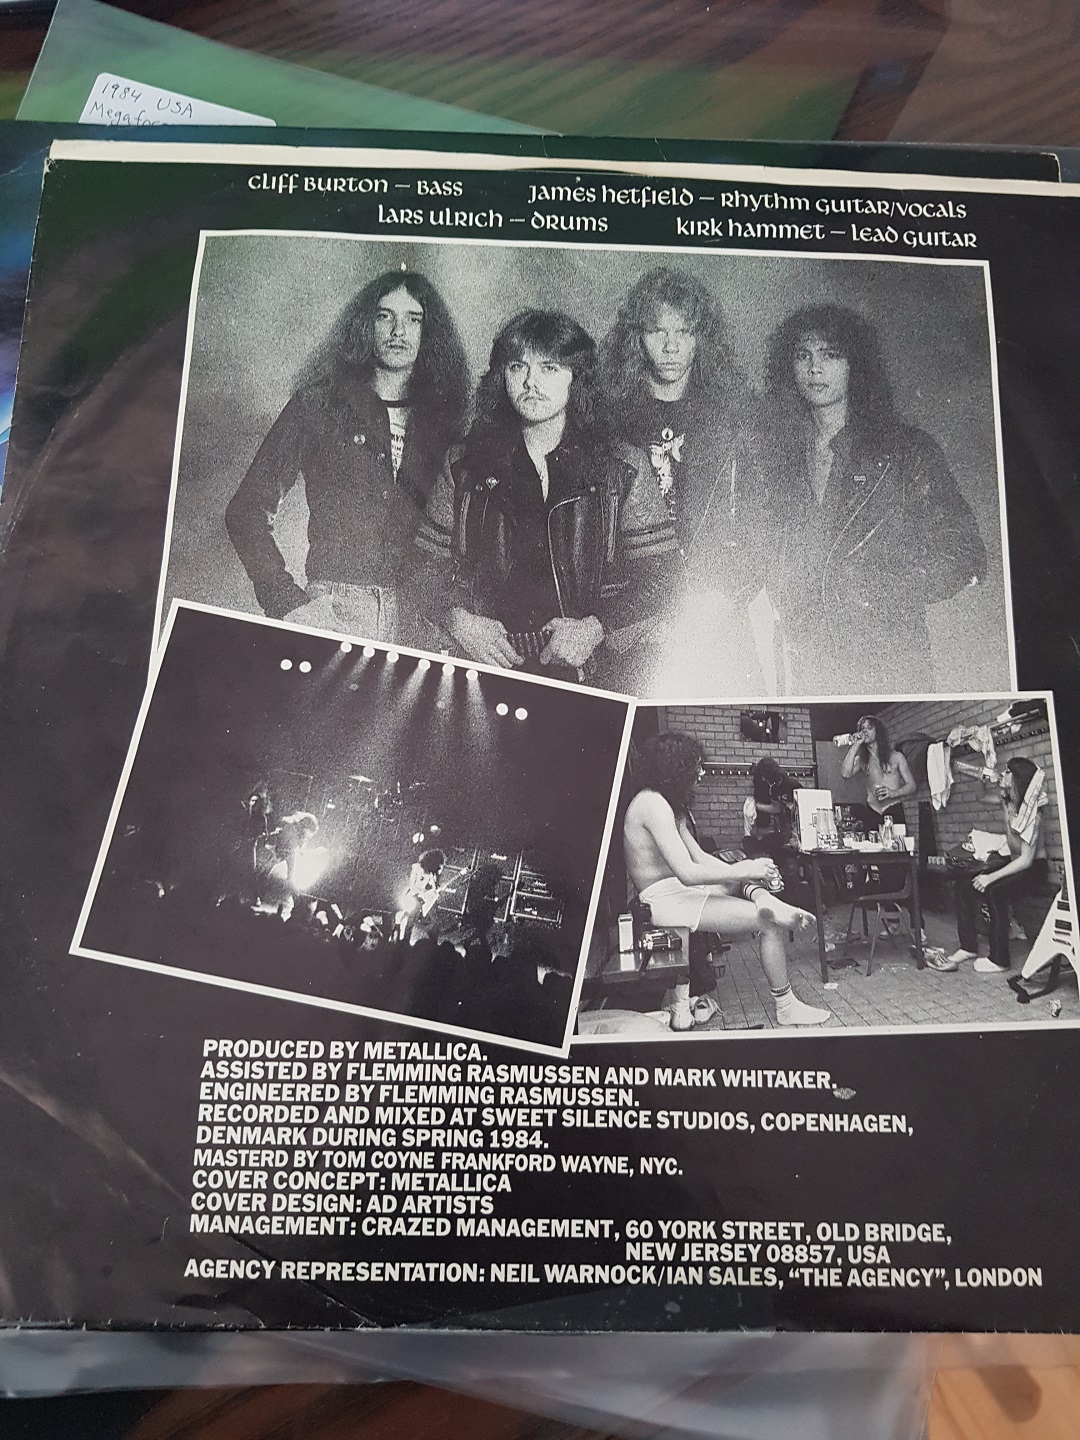 1984 USA
Cliff Burton – Bass James Hetfield – Rhythm Guitar/Vocals
Lars Ulrich – Drums Kirk Hammet – Lead Guitar
PRODUCED BY METALLICA.
ASSISTED BY FLEMMING RASMUSSEN AND MARK WHITAKER.
ENGINEERED BY FLEMMING RASMUSSEN.
RECORDED AND MIXED AT SWEET SILENCE STUDIOS, COPENHAGEN,
DENMARK DURING SPRING 1984.
MASTERD BY TOM COYNE FRANKFORD WAYNE, NYC.
COVER CONCEPT: METALLICA
COVER DESIGN: AD ARTISTS
MANAGEMENT: CRAZED MANAGEMENT, 60 YORK STREET, OLD BRIDGE,
NEW JERSEY 08857, USA
AGENCY REPRESENTATION: NEIL WARNOCK/IAN SALES, “THE AGENCY”, LONDON